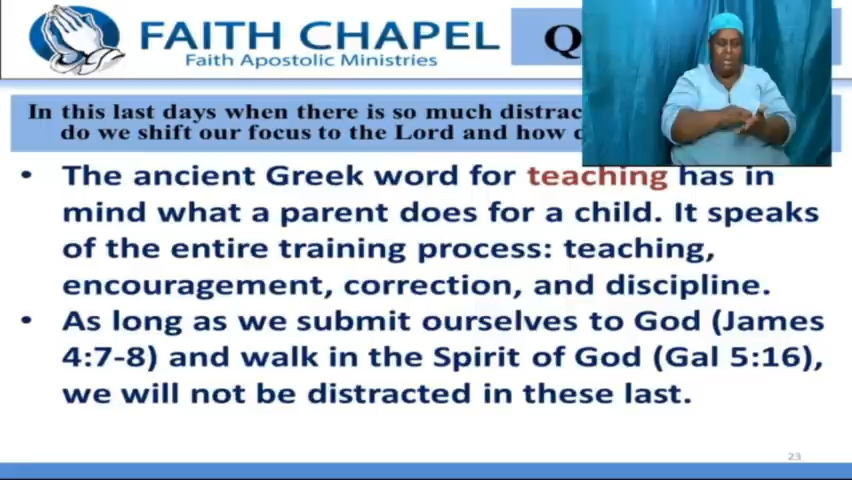 FAITH CHAPEL
Faith Apostolic Ministries
Q
In this last days when there is so much
do we shift our focus to the Lord and how
• The ancient Greek word for teaching has in
mind what a parent does for a child. It speaks
of the entire training process: teaching,
encouragement, correction, and discipline.
• As long as we submit ourselves to God (James
4:7-8) and walk in the Spirit of God (Gal 5:16),
we will not be distracted in these last.
23